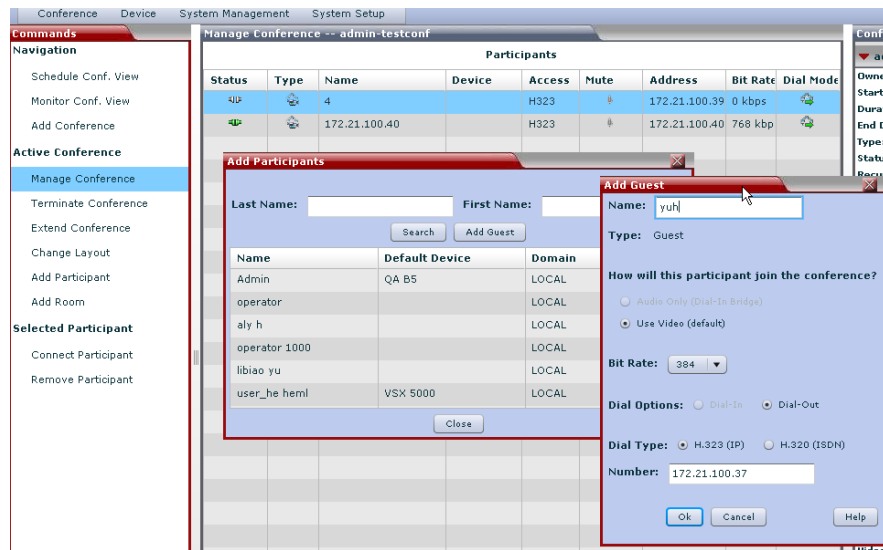 Conference Device System Management System Setup
Commands
Navigation
Schedule Conf. View
Monitor Conf. View
Add Conference
Active Conference
Manage Conference
Terminate Conference
Extend Conference
Change Layout
Add Participant
Add Room
Selected Participant
Connect Participant
Remove Participant
Manage Conference -- admin-testconf
Participants
Status Type Name Device Access Mute Address Bit Rate Dial Mode
4 H323 172.21.100.39 0 kbps
172.21.100.40 H323 172.21.100.40 768 kbp
Add Participants
Last Name: First Name:
Search Add Guest
Name Default Device Domain
Admin QA B5 LOCAL
operator LOCAL
aly h LOCAL
operator 1000 LOCAL
libiao yu LOCAL
user_he heml VSX 5000 LOCAL
Close
Add Guest
Name: yuh
Type: Guest
How will this participant join the conference?
Audio Only (Dial-In Bridge)
Use Video (default)
Bit Rate: 384
Dial Options: Dial-In Dial-Out
Dial Type: H.323 (IP) H.320 (ISDN)
Number: 172.21.100.37
Ok Cancel Help
Conf
Owne
Start
Dura
End D
Type:
Statu
Recu